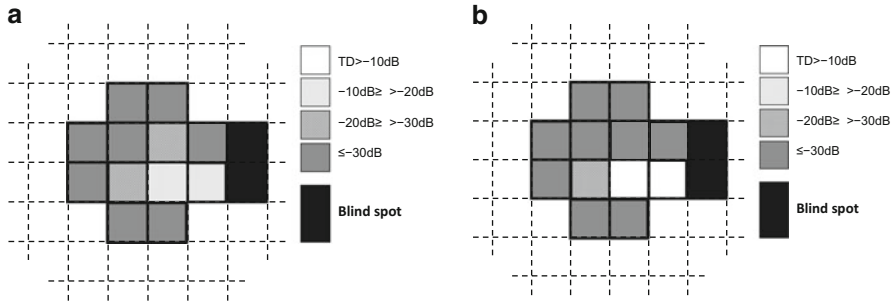 a
TD>−10dB
−10dB≥ >−20dB
−20dB≥ >−30dB
≤−30dB
Blind spot
b
TD>−10dB
−10dB≥ >−20dB
−20dB≥ >−30dB
≤−30dB
Blind spot